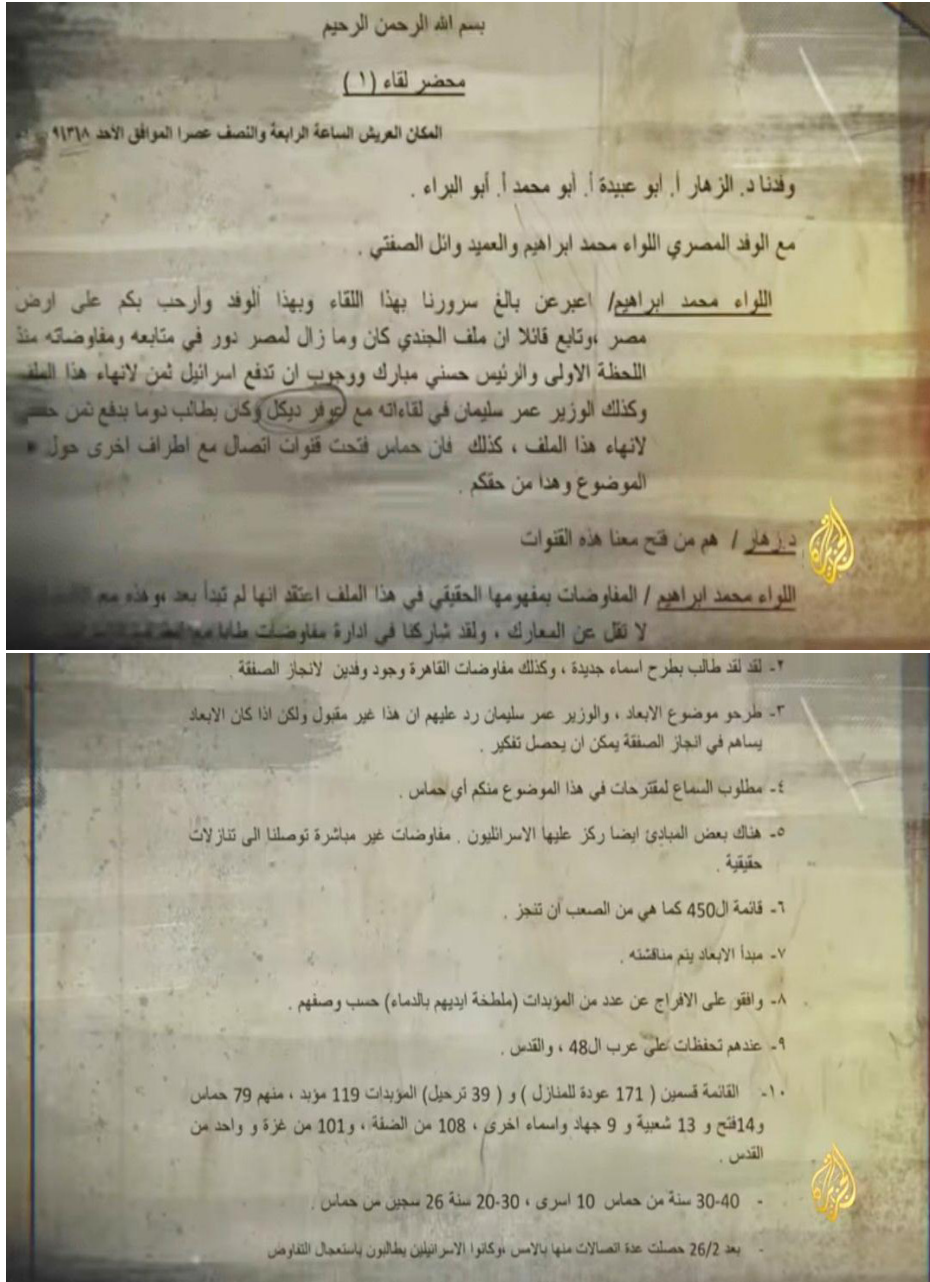 بسم الله الرحمن الرحيم
محضر لقاء (١)
المكان العريش الساعة الرابعة والنصف عصرا الموافق الأحد
وفدنا د. الزهار أ. ابو عبيدة أ. أبو محمد أ. أبو البراء .
مع الوفد المصري اللواء محمد ابراهيم والعميد وائل الصفتي .
اللواء محمد ابراهيم/ اعبرعن بالغ سرورنا بهذا اللقاء وبهذا الوفد وأرحب بكم على ارض
مصر ،وتابع قائلا ان ملف الجندي كان وما زال لمصر دور في متابعه ومفاوضاته منذ
اللحظة الاولى والرئيس حسني مبارك ووجوب ان تدفع اسرائيل ثمن لانهاء هذا الملف
وكذلك الوزير عمر سليمان في لقاءاته مع عوفر ديكل وكان يطالب دوما بدفع ثمن
لانهاء هذا الملف ، كذلك فان حماس فتحت قنوات اتصال مع اطراف اخرى حول
الموضوع وهدا من حقكم .
د.زهار / هم من فتح معنا هذه القنوات
اللواء محمد ابراهيم / المفاوضات بمفهومها الحقيقي في هذا الملف اعتقد انها لم تبدأ بعد ،وهذه مع
لا تقل عن المعارك ، ولقد شاركنا في ادارة مفاوضات طابا مع
الجزيرة
٢- لقد لقد طالب بطرح اسماء جديدة ، وكذلك مفاوضات القاهرة وجود وفدين لانجاز الصفقة .
٣- طرحو موضوع الابعاد ، والوزير عمر سليمان رد عليهم ان هذا غير مقبول ولكن اذا كان الابعاد
يساهم في انجاز الصفقة يمكن ان يحصل تفكير .
٤- مطلوب السماع لمقترحات في هذا الموضوع منكم أي حماس .
٥- هناك بعض المبادئ ايضا ركز عليها الاسرائليون . مفاوضات غير مباشرة توصلنا الى تنازلات
حقيقية .
٦- قائمة ال450 كما هي من الصعب ان تنجز .
٧- مبدأ الابعاد يتم مناقشته .
٨- وافقو على الافراج عن عدد من المؤبدات (ملطخة ايديهم بالدماء) حسب وصفهم .
٩- عندهم تحفظات على عرب ال48 ، والقدس .
١٠- القائمة قسمين ( 171 عودة للمنازل ) و ( 39 ترحيل) المؤبدات 119 مؤبد ، منهم 79 حماس
و14فتح و 13 شعبية و 9 جهاد واسماء اخرى ، 108 من الضفة ، و101 من غزة و واحد من
القدس .
- 30-40 سنة من حماس 10 اسرى ، 30-20 سنة 26 سجين من حماس .
- بعد 26/2 حصلت عدة اتصالات منها بالامس ،وكانوا الاسرائيلين يطالبون باستعجال التفاوض
الجزيرة